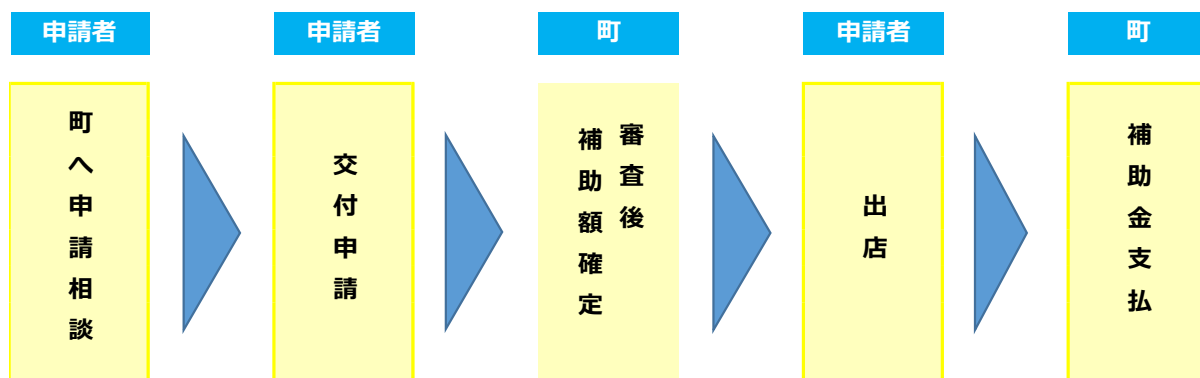 申請者
町へ申請相談
申請者
交付申請
町
審査後
補助額確定
申請者
出店
町
補助金支払